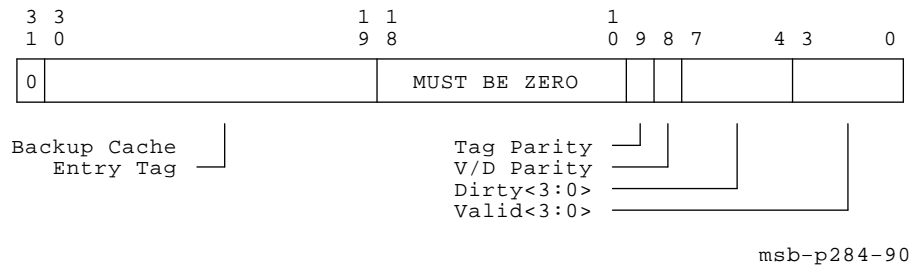 3 3 1 1 1
1 0 9 8 0 9 8 7 4 3 0
0 MUST BE ZERO
Backup Cache Tag Parity
Entry Tag V/D Parity
Dirty<3:0>
Valid<3:0>
msb-p284-90